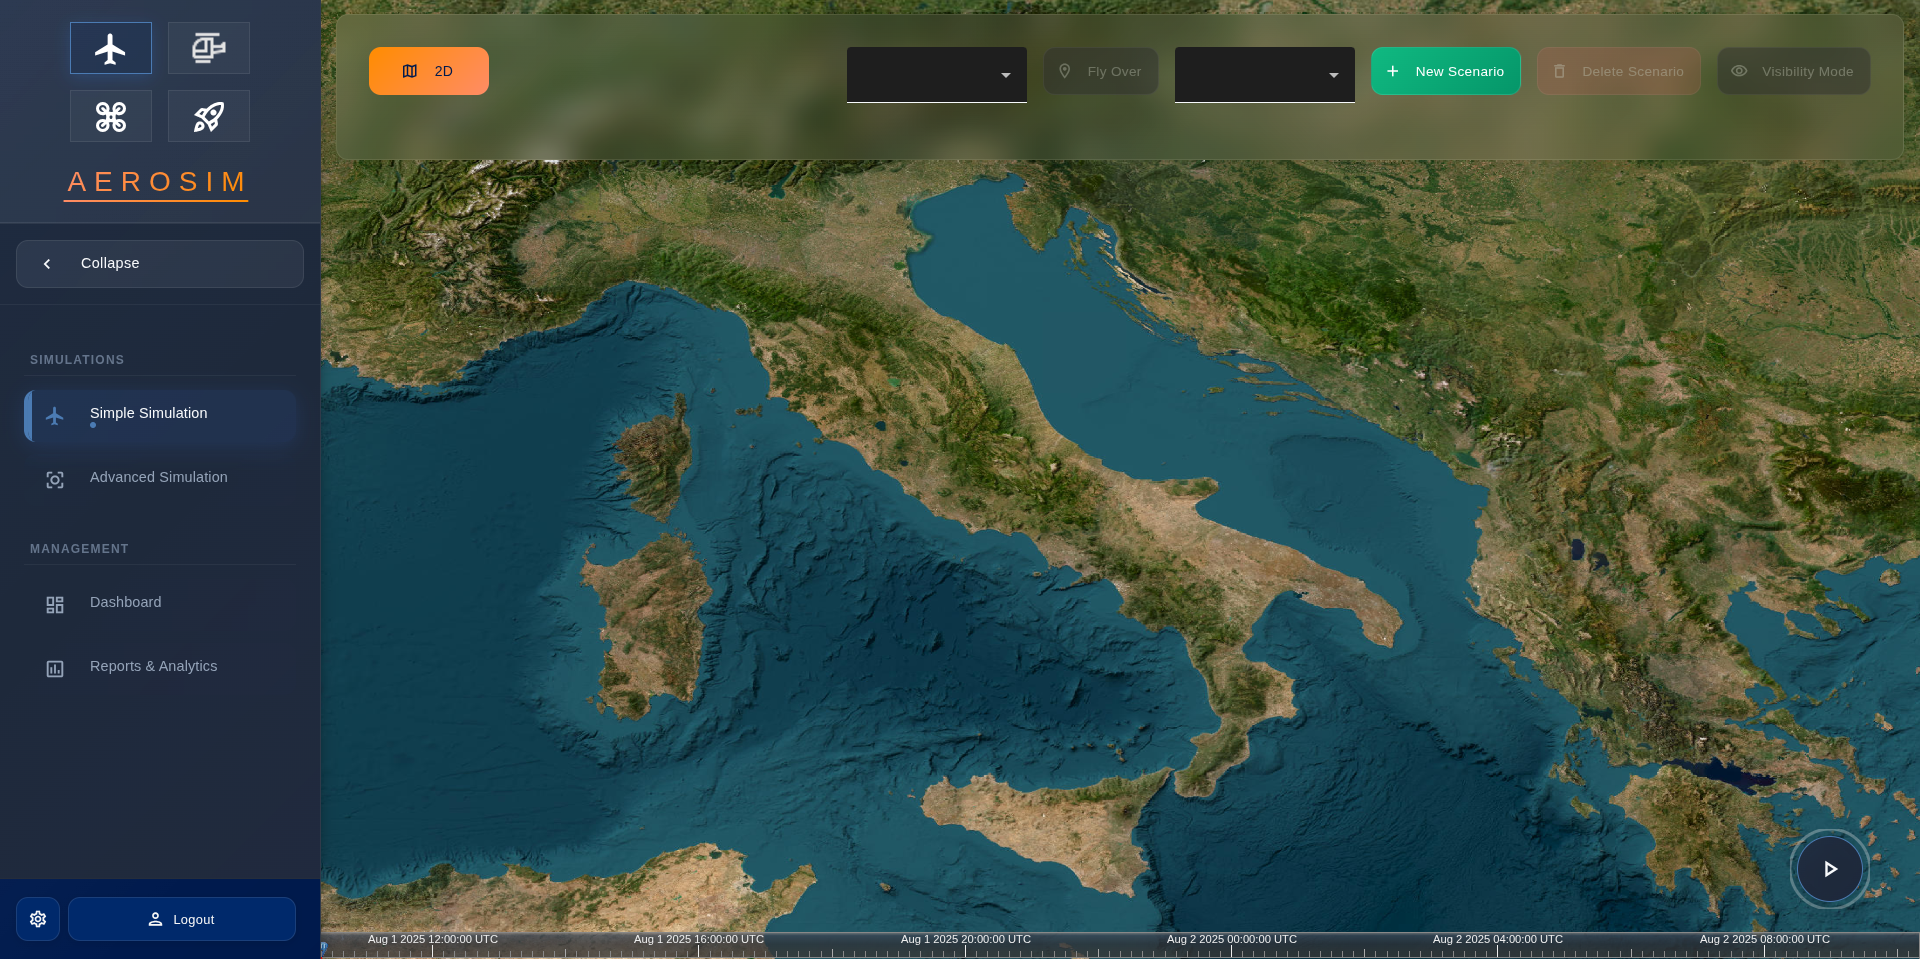 AEROSIM
Collapse
SIMULATIONS
Simple Simulation
Advanced Simulation
MANAGEMENT
Dashboard
Reports & Analytics
Logout
2D
Fly Over
New Scenario
Delete Scenario
Visibility Mode
Aug 1 2025 12:00:00 UTC
Aug 1 2025 16:00:00 UTC
Aug 1 2025 20:00:00 UTC
Aug 2 2025 00:00:00 UTC
Aug 2 2025 04:00:00 UTC
Aug 2 2025 08:00:00 UTC